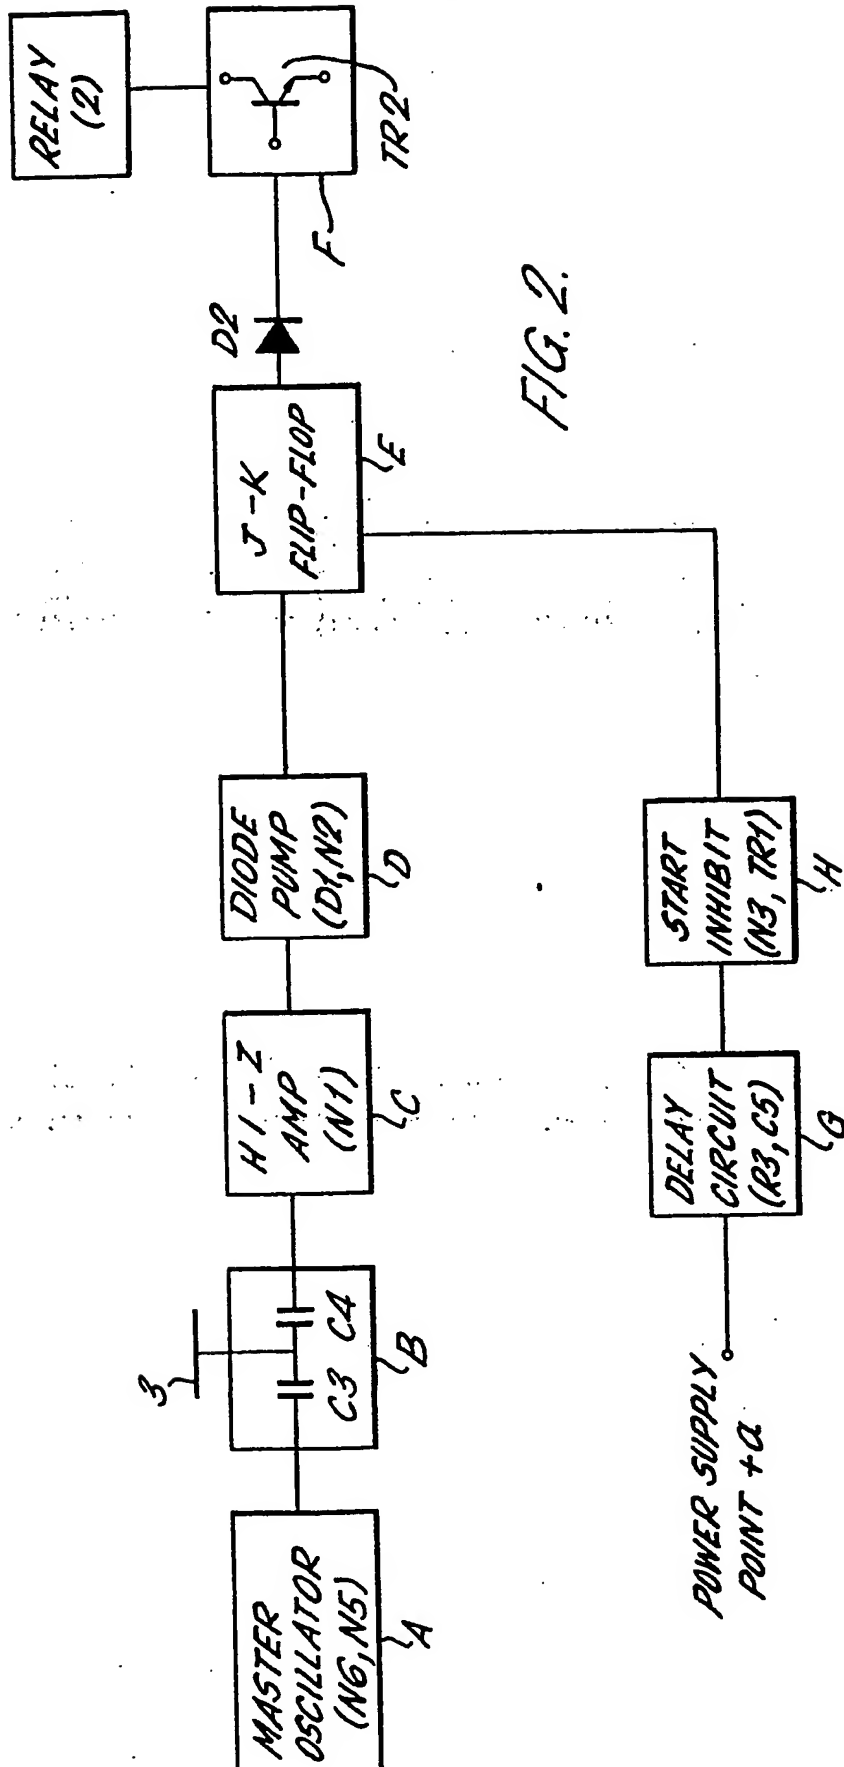 MASTER
OSCILLATOR
(N6, N5)
A
3
C3 C4
B
HI-Z
AMP
(N1)
C
DIODE
PUMP
(D1, N2)
D
J-K
FLIP-FLOP
E
D2
F
TR2
RELAY
(2)
POWER SUPPLY
POINT +a
DELAY
CIRCUIT
(R3, C5)
G
START
INHIBIT
(N3, TR1)
H
FIG. 2.